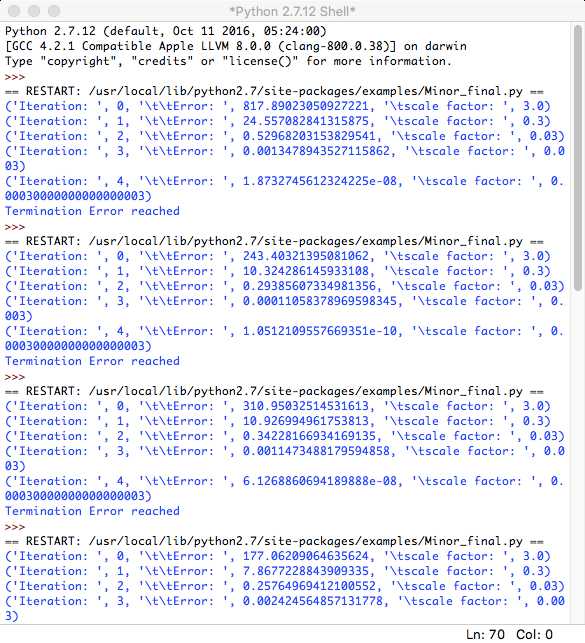 *Python 2.7.12 Shell*
Python 2.7.12 (default, Oct 11 2016, 05:24:00)
[GCC 4.2.1 Compatible Apple LLVM 8.0.0 (clang-800.0.38)] on darwin
Type "copyright", "credits" or "license()" for more information.
>>>
== RESTART: /usr/local/lib/python2.7/site-packages/examples/Minor_final.py ==
('Iteration: ', 0, '\t\tError: ', 817.89023050927221, '\tscale factor: ', 3.0)
('Iteration: ', 1, '\t\tError: ', 24.557082841315875, '\tscale factor: ', 0.3)
('Iteration: ', 2, '\t\tError: ', 0.52968203153829541, '\tscale factor: ', 0.03)
('Iteration: ', 3, '\t\tError: ', 0.0013478943527115862, '\tscale factor: ', 0.0
03)
('Iteration: ', 4, '\t\tError: ', 1.8732745612324225e-08, '\tscale factor: ', 0.
00030000000000000003)
Termination Error reached
>>>
== RESTART: /usr/local/lib/python2.7/site-packages/examples/Minor_final.py ==
('Iteration: ', 0, '\t\tError: ', 243.40321395081062, '\tscale factor: ', 3.0)
('Iteration: ', 1, '\t\tError: ', 10.324286145933108, '\tscale factor: ', 0.3)
('Iteration: ', 2, '\t\tError: ', 0.29385607334981356, '\tscale factor: ', 0.03)
('Iteration: ', 3, '\t\tError: ', 0.00011058378969598345, '\tscale factor: ', 0.
003)
('Iteration: ', 4, '\t\tError: ', 1.0512109557669351e-10, '\tscale factor: ', 0.
00030000000000000003)
Termination Error reached
>>>
== RESTART: /usr/local/lib/python2.7/site-packages/examples/Minor_final.py ==
('Iteration: ', 0, '\t\tError: ', 310.95032514531613, '\tscale factor: ', 3.0)
('Iteration: ', 1, '\t\tError: ', 10.926994961753813, '\tscale factor: ', 0.3)
('Iteration: ', 2, '\t\tError: ', 0.34228166934169135, '\tscale factor: ', 0.03)
('Iteration: ', 3, '\t\tError: ', 0.0011473488179594858, '\tscale factor: ', 0.0
03)
('Iteration: ', 4, '\t\tError: ', 6.1268860694189888e-08, '\tscale factor: ', 0.
00030000000000000003)
Termination Error reached
>>>
== RESTART: /usr/local/lib/python2.7/site-packages/examples/Minor_final.py ==
('Iteration: ', 0, '\t\tError: ', 177.06209064635624, '\tscale factor: ', 3.0)
('Iteration: ', 1, '\t\tError: ', 7.8677228843909335, '\tscale factor: ', 0.3)
('Iteration: ', 2, '\t\tError: ', 0.25764969412100552, '\tscale factor: ', 0.03)
('Iteration: ', 3, '\t\tError: ', 0.002424564857131778, '\tscale factor: ', 0.00
3)
Ln: 70 Col: 0